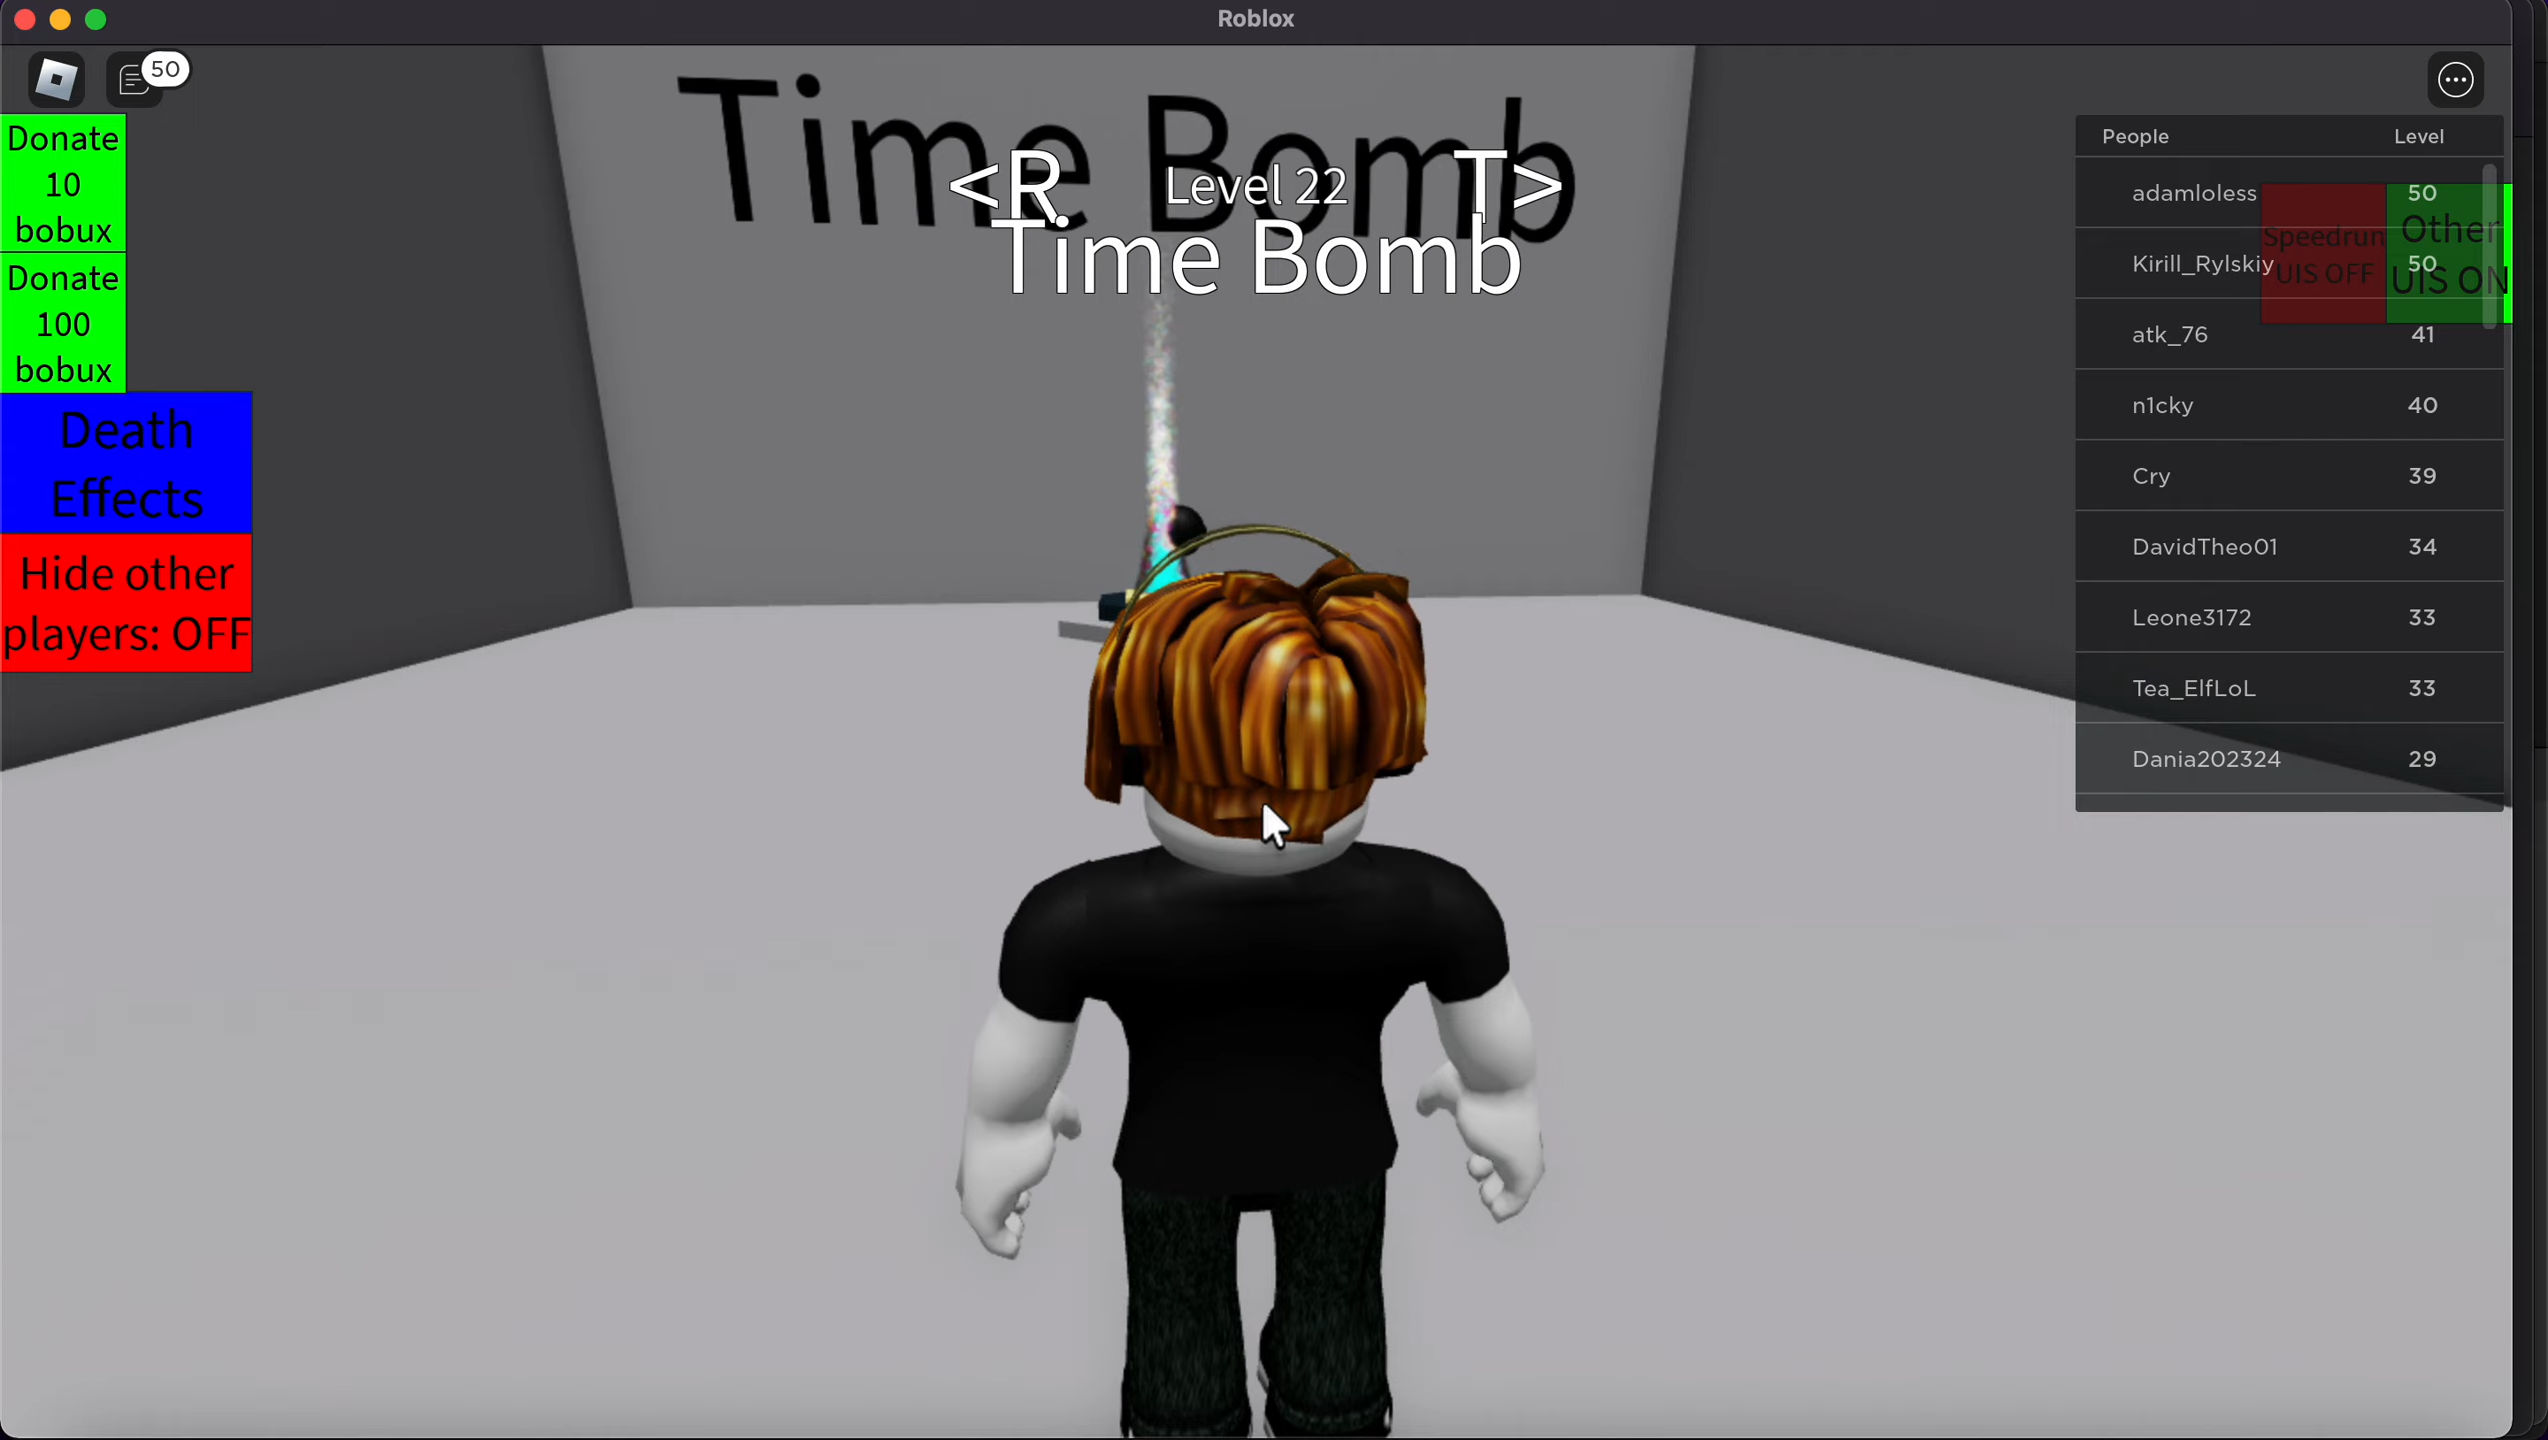 Roblox
50
Time Bomb
<R Level 22 T>
Time Bomb
Donate
10
bobux
Donate
100
bobux
Death
Effects
Hide other
players: OFF
People Level
adamloless 50
Kirill_Rylskiy 50
atk_76 41
n1cky 40
Cry 39
DavidTheo01 34
Leone3172 33
Tea_ElfLoL 33
Dania202324 29
Speedrun
UIS OFF
Other
UIS ON